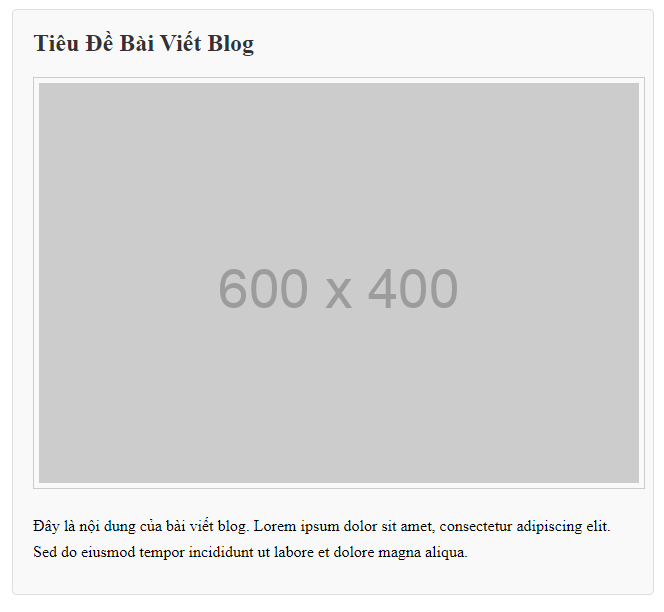 Tiêu Đề Bài Viết Blog
600 x 400
Đây là nội dung của bài viết blog. Lorem ipsum dolor sit amet, consectetur adipiscing elit.
Sed do eiusmod tempor incididunt ut labore et dolore magna aliqua.